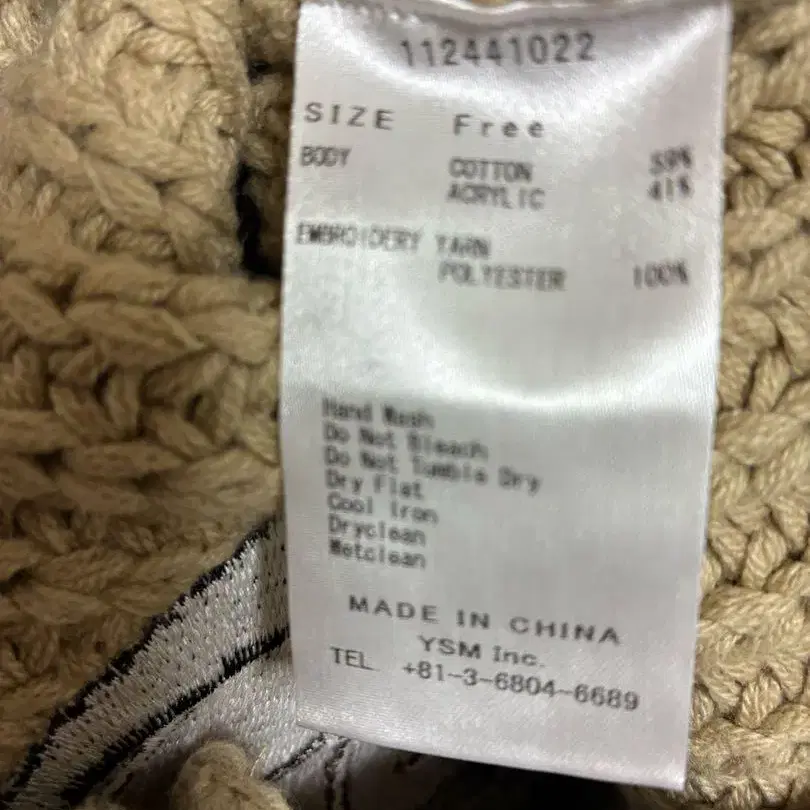 112441022
SIZE Free
BODY COTTON 59%
ACRYLIC 41%
EMBROIDERY YARN
POLYESTER 100%
Hand Wash
Do Not Bleach
Do Not Tumble Dry
Dry Flat
Cool Iron
Dryclean
Wetclean
MADE IN CHINA
YSM Inc.
TEL +81-3-6804-6689